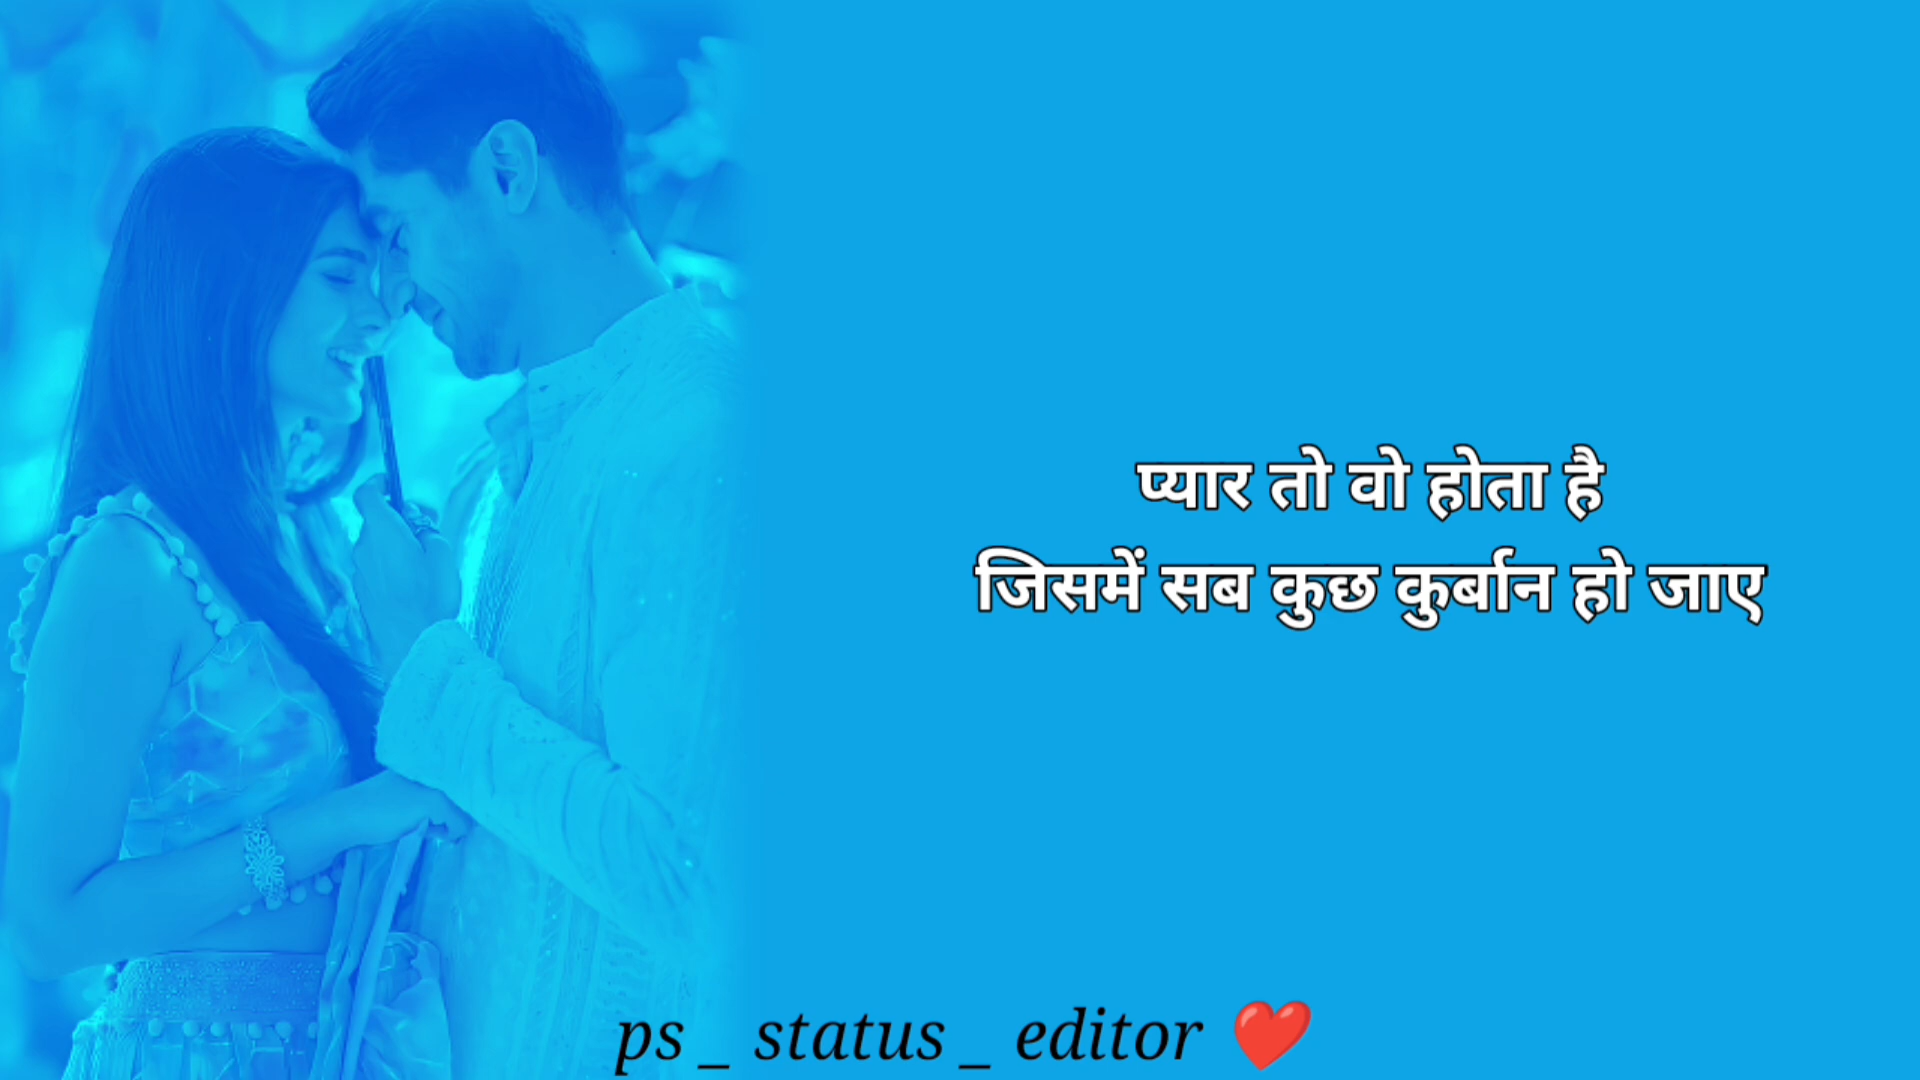 प्यार तो वो होता है
जिसमें सब कुछ कुर्बान हो जाए
ps _ status _ editor ❤️